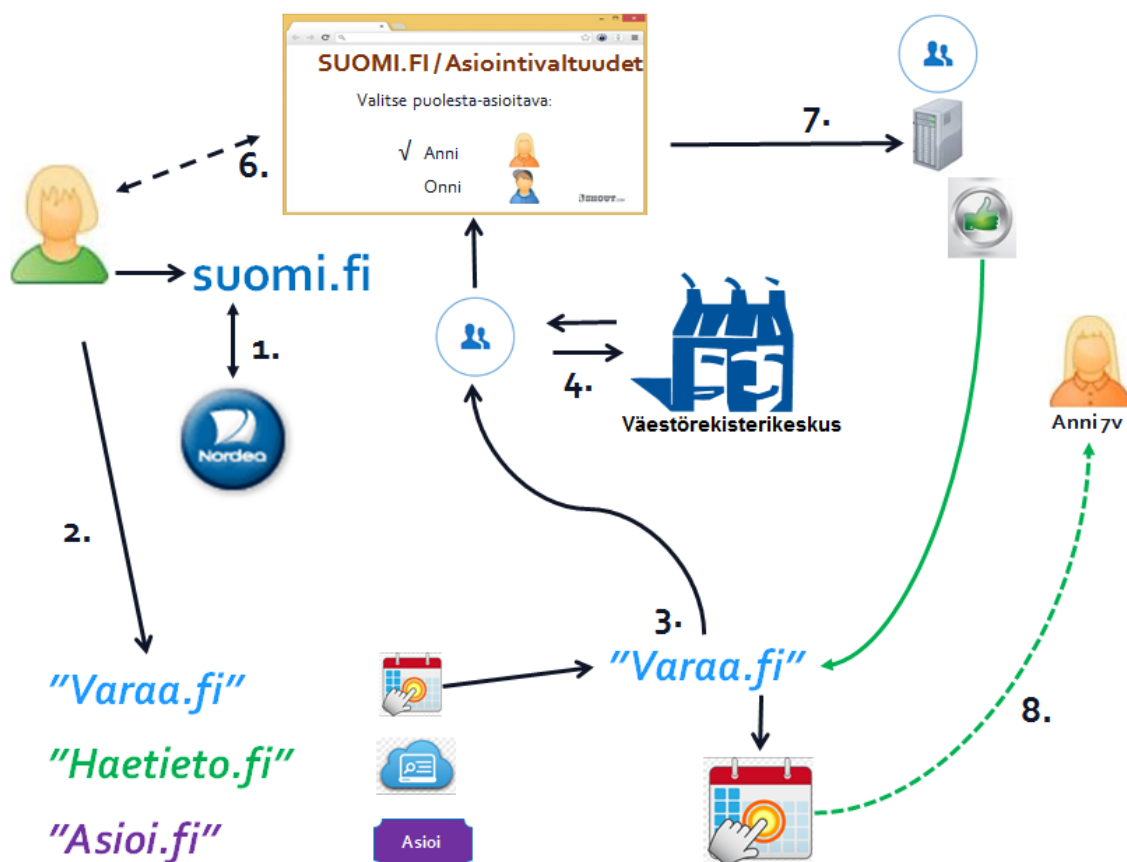 SUOMI.FI / Asiointivaltuudet
Valitse puolesta-asioitava:
√ Anni
Onni
7.
6.
suomi.fi
1.
Nordea
4.
Väestörekisterikeskus
Anni 7v
2.
3.
"Varaa.fi"
"Varaa.fi"
8.
"Haetieto.fi"
"Asioi.fi"
Asioi